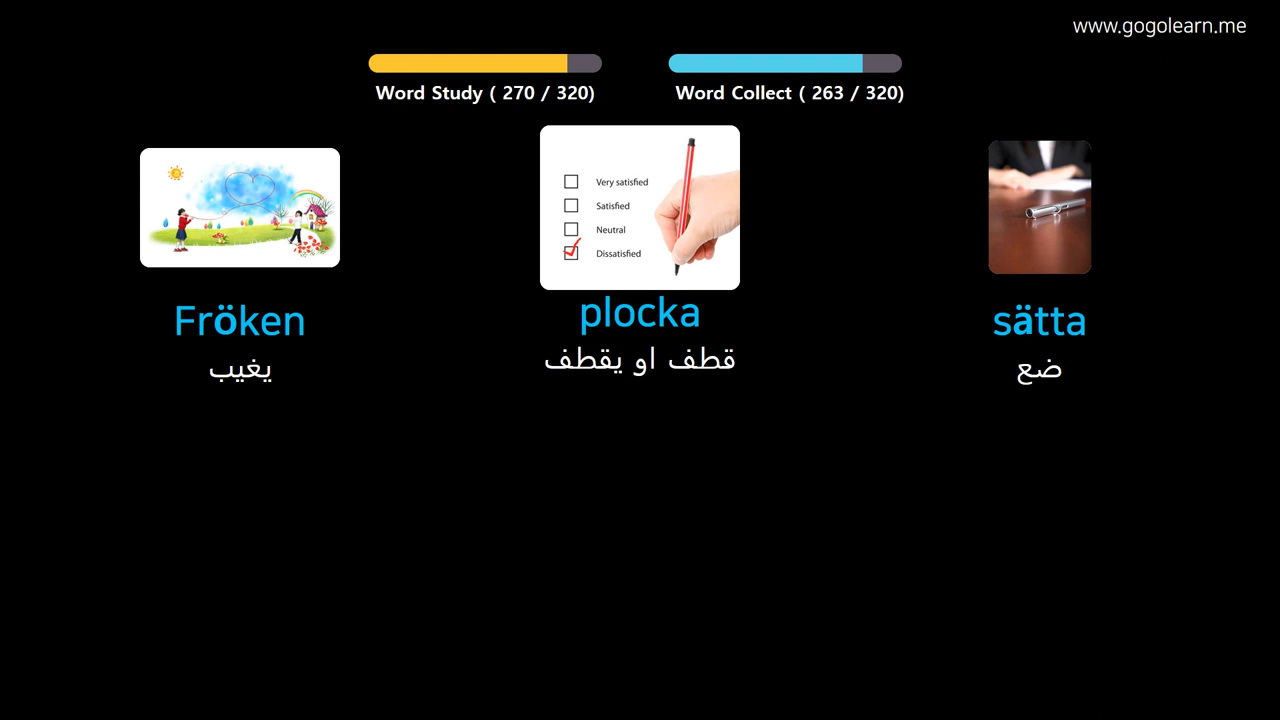 www.gogolearn.me
Word Study ( 270 / 320)
Word Collect ( 263 / 320)
Very satisfied
Satisfied
Neutral
Dissatisfied
Fröken
plocka
sätta
يغيب
قطف او يقطف
ضع